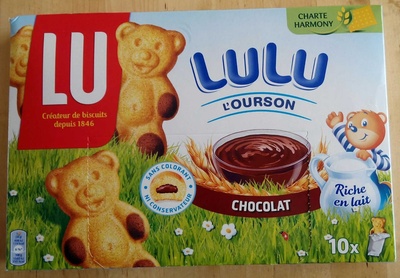 LU
Créateur de biscuits
depuis 1846
CHARTE
HARMONY
LULU
L'OURSON
SANS COLORANT
NI CONSERVATEUR
CHOCOLAT
Riche
en lait
10x